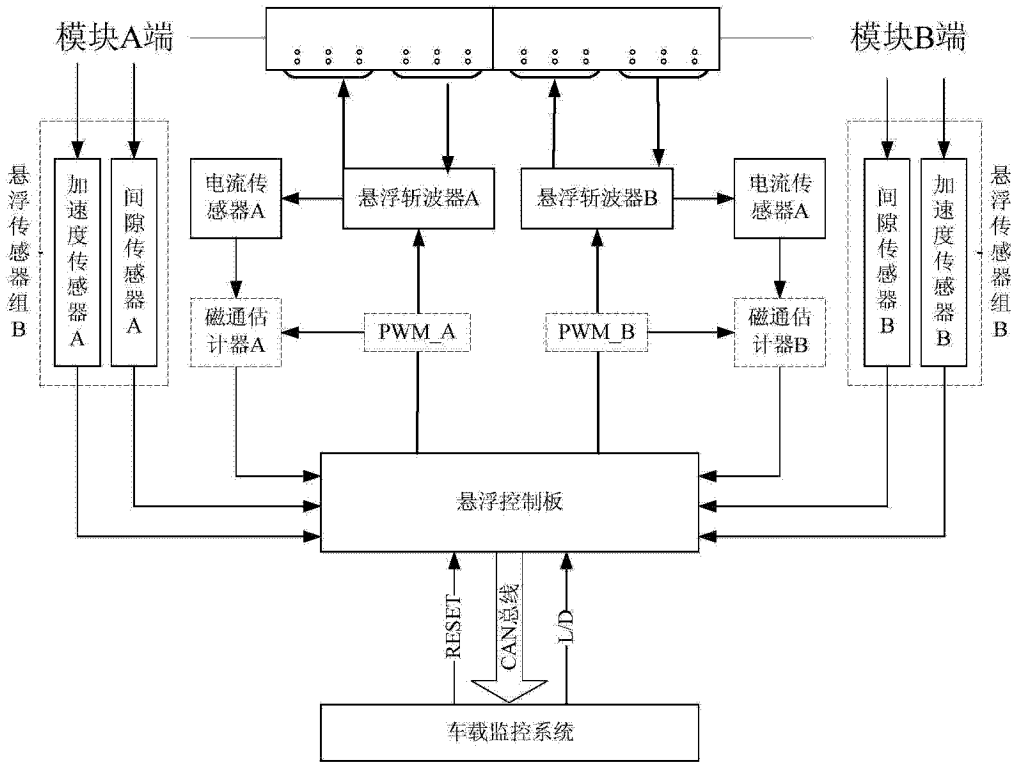 模块A端
模块B端
悬浮传感器组B
加速度传感器A
间隙传感器A
电流传
感器A
悬浮斩波器A
悬浮斩波器B
电流传
感器A
间隙传感器B
加速度传感器B
悬浮传感器组B
磁通估
计器A
PWM_A
PWM_B
磁通估
计器B
悬浮控制板
RESET
CAN总线
L/D
车载监控系统